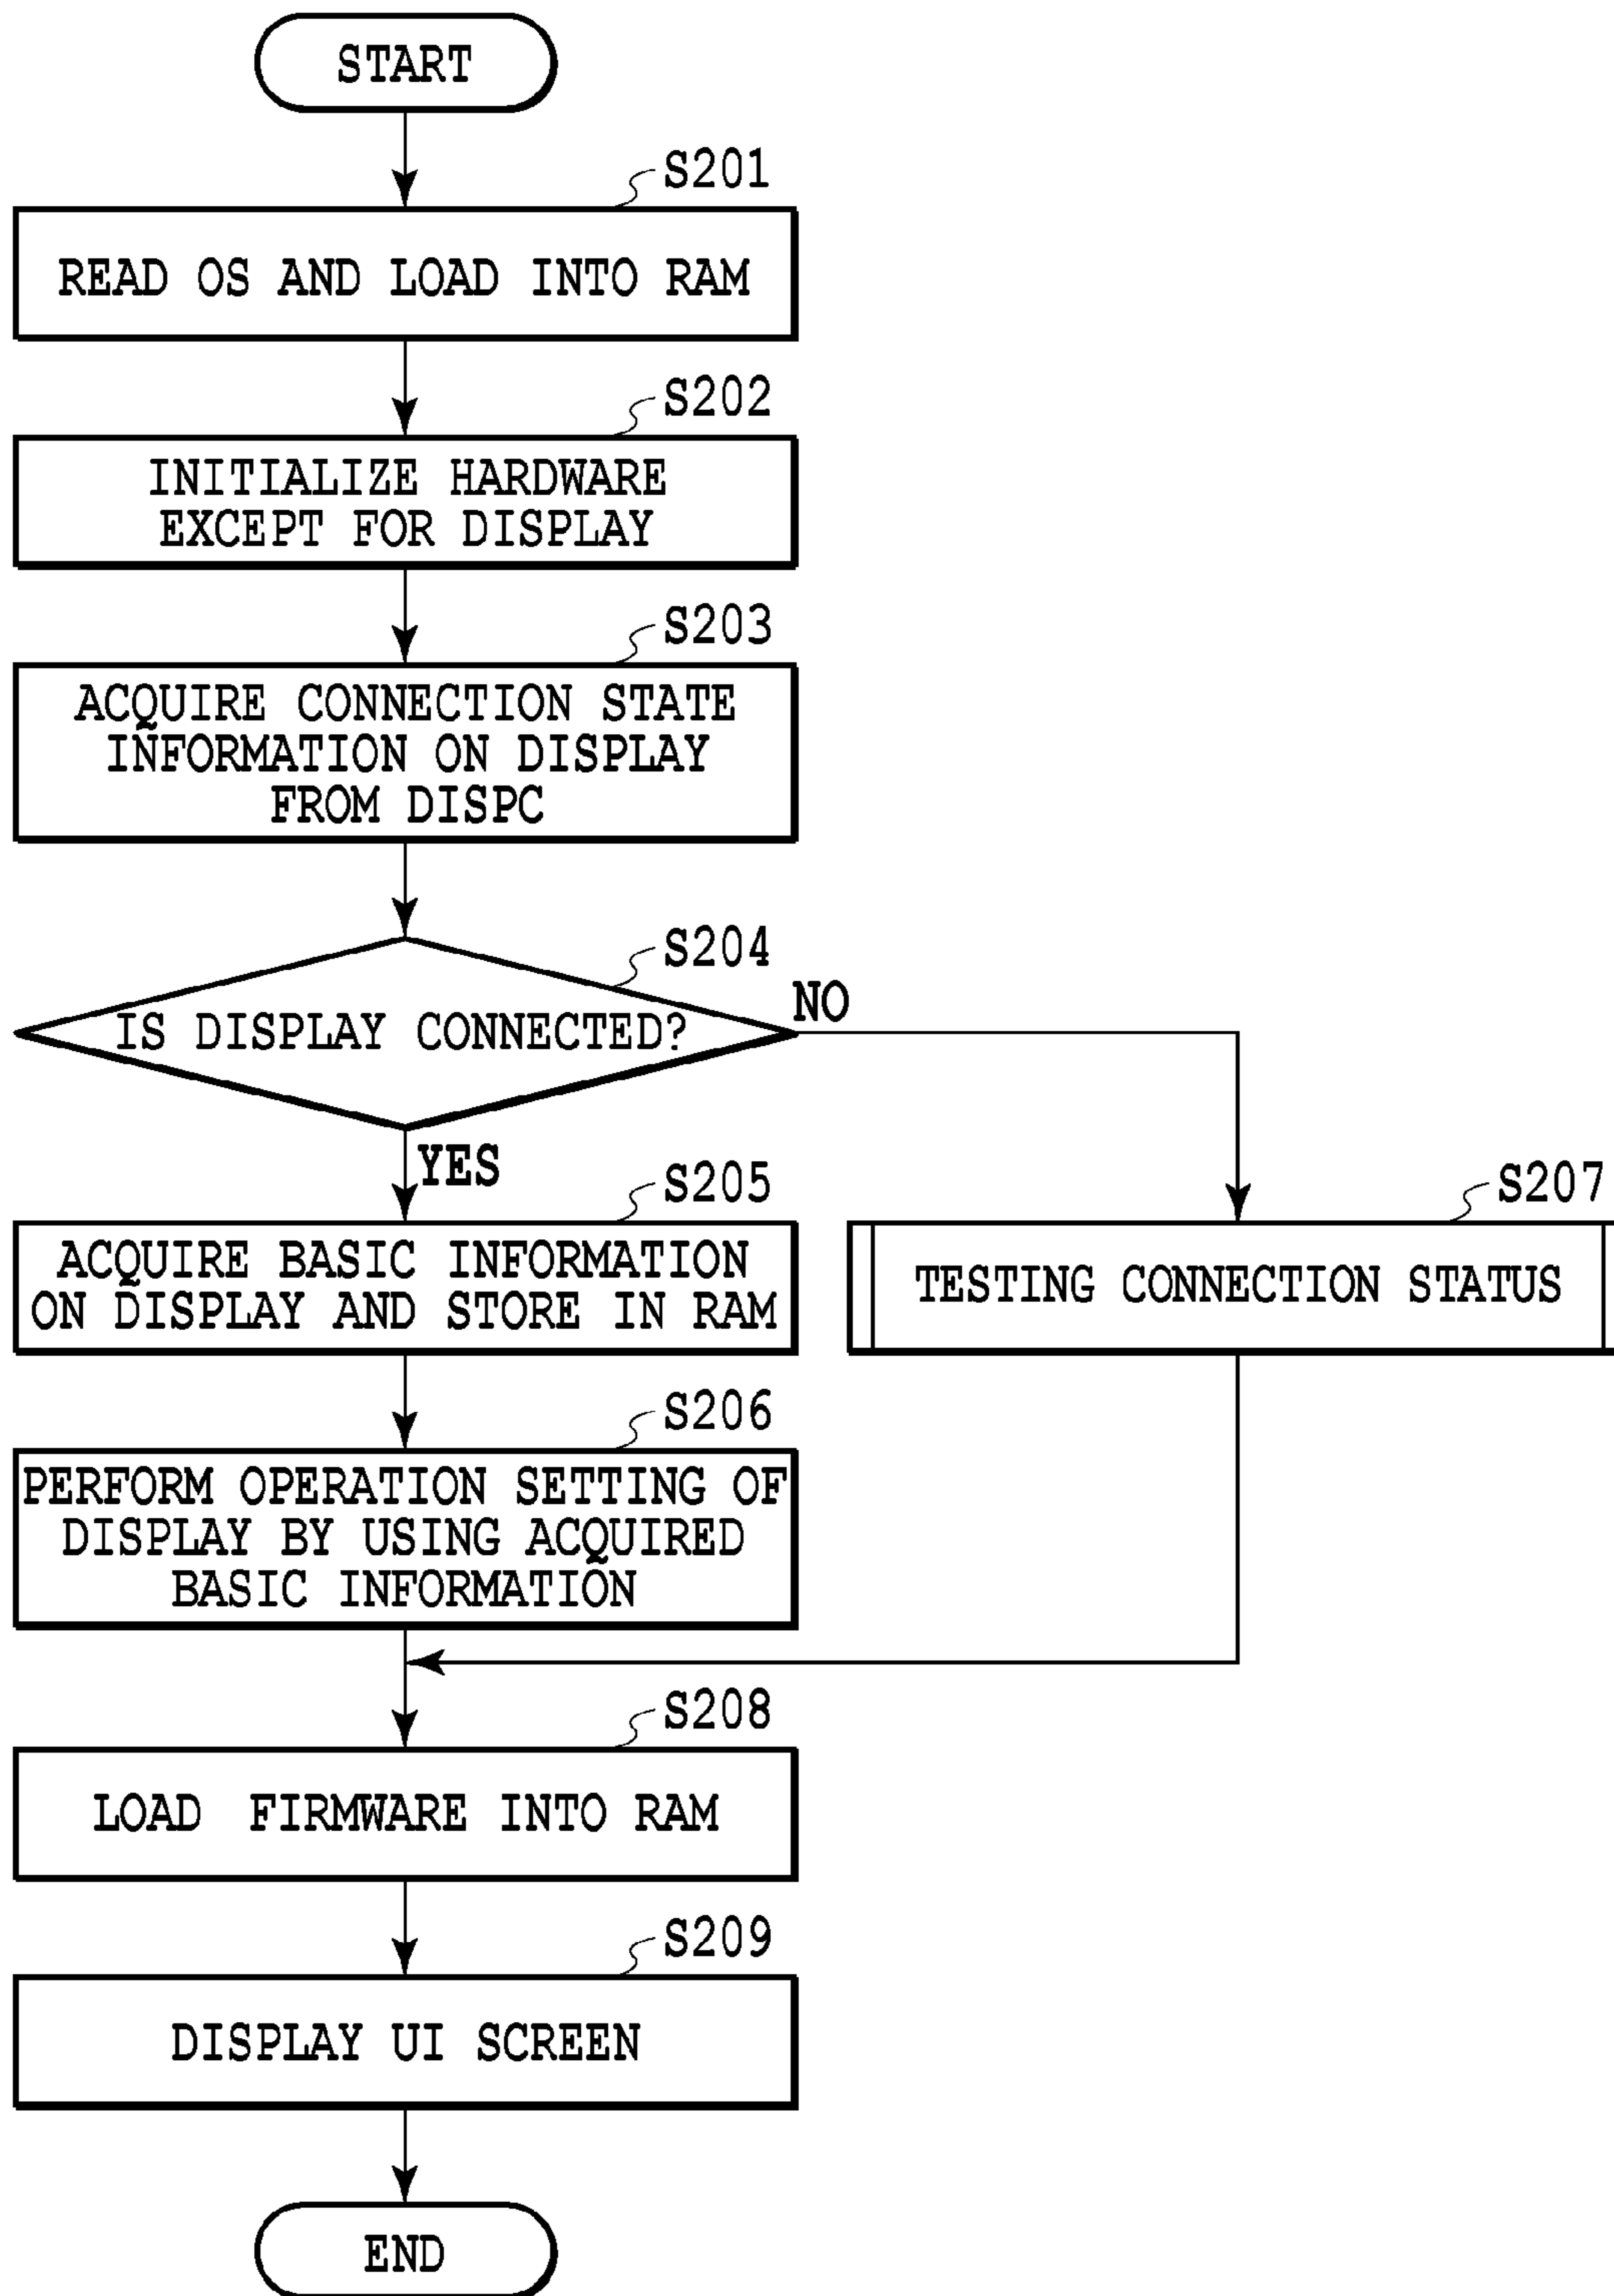 START
S201
READ OS AND LOAD INTO RAM
S202
INITIALIZE HARDWARE
EXCEPT FOR DISPLAY
S203
ACQUIRE CONNECTION STATE
INFORMATION ON DISPLAY
FROM DISPC
S204
IS DISPLAY CONNECTED?
NO
YES
S205
ACQUIRE BASIC INFORMATION
ON DISPLAY AND STORE IN RAM
S207
TESTING CONNECTION STATUS
S206
PERFORM OPERATION SETTING OF
DISPLAY BY USING ACQUIRED
BASIC INFORMATION
S208
LOAD FIRMWARE INTO RAM
S209
DISPLAY UI SCREEN
END